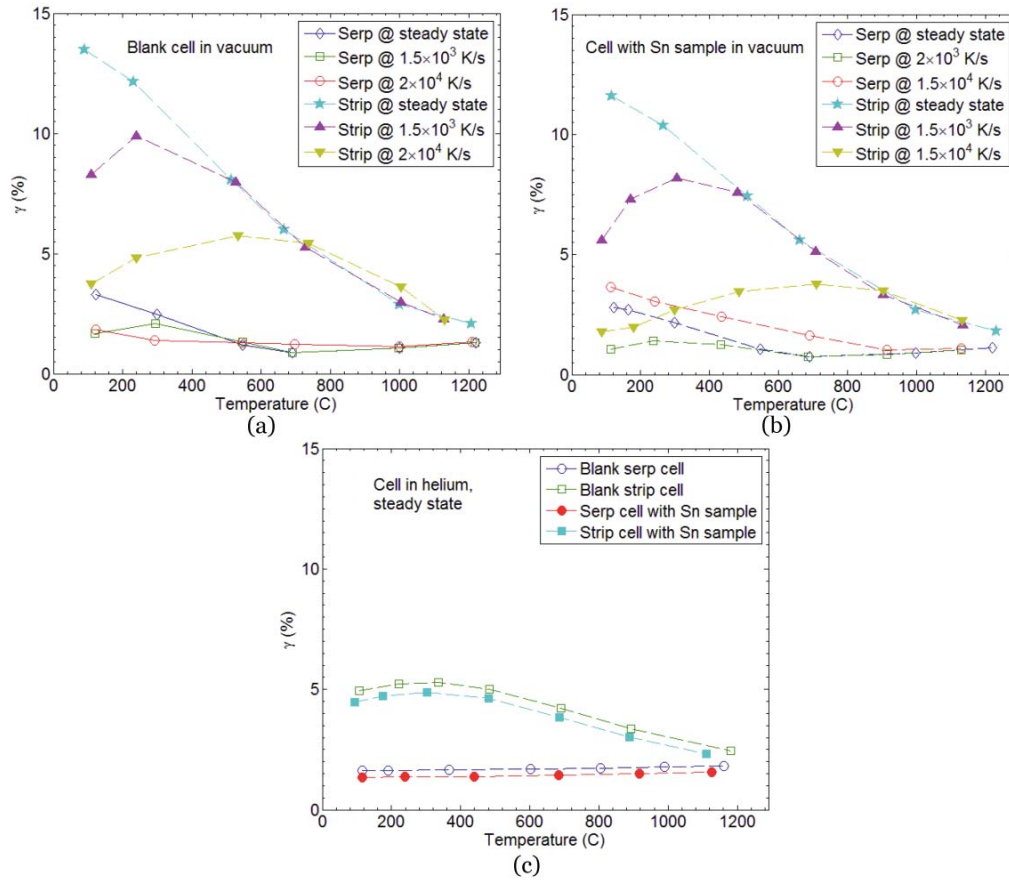 15
10
5
0
γ (%)
Blank cell in vacuum
Serp @ steady state
Serp @ 1.5×10³ K/s
Serp @ 2×10⁴ K/s
Strip @ steady state
Strip @ 1.5×10³ K/s
Strip @ 2×10⁴ K/s
0 200 400 600 800 1000 1200
Temperature (C)
(a)
15
10
5
0
γ (%)
Cell with Sn sample in vacuum
Serp @ steady state
Serp @ 2×10³ K/s
Serp @ 1.5×10⁴ K/s
Strip @ steady state
Strip @ 1.5×10³ K/s
Strip @ 1.5×10⁴ K/s
0 200 400 600 800 1000 1200
Temperature (C)
(b)
15
10
5
0
γ (%)
Cell in helium,
steady state
Blank serp cell
Blank strip cell
Serp cell with Sn sample
Strip cell with Sn sample
0 200 400 600 800 1000 1200
Temperature (C)
(c)